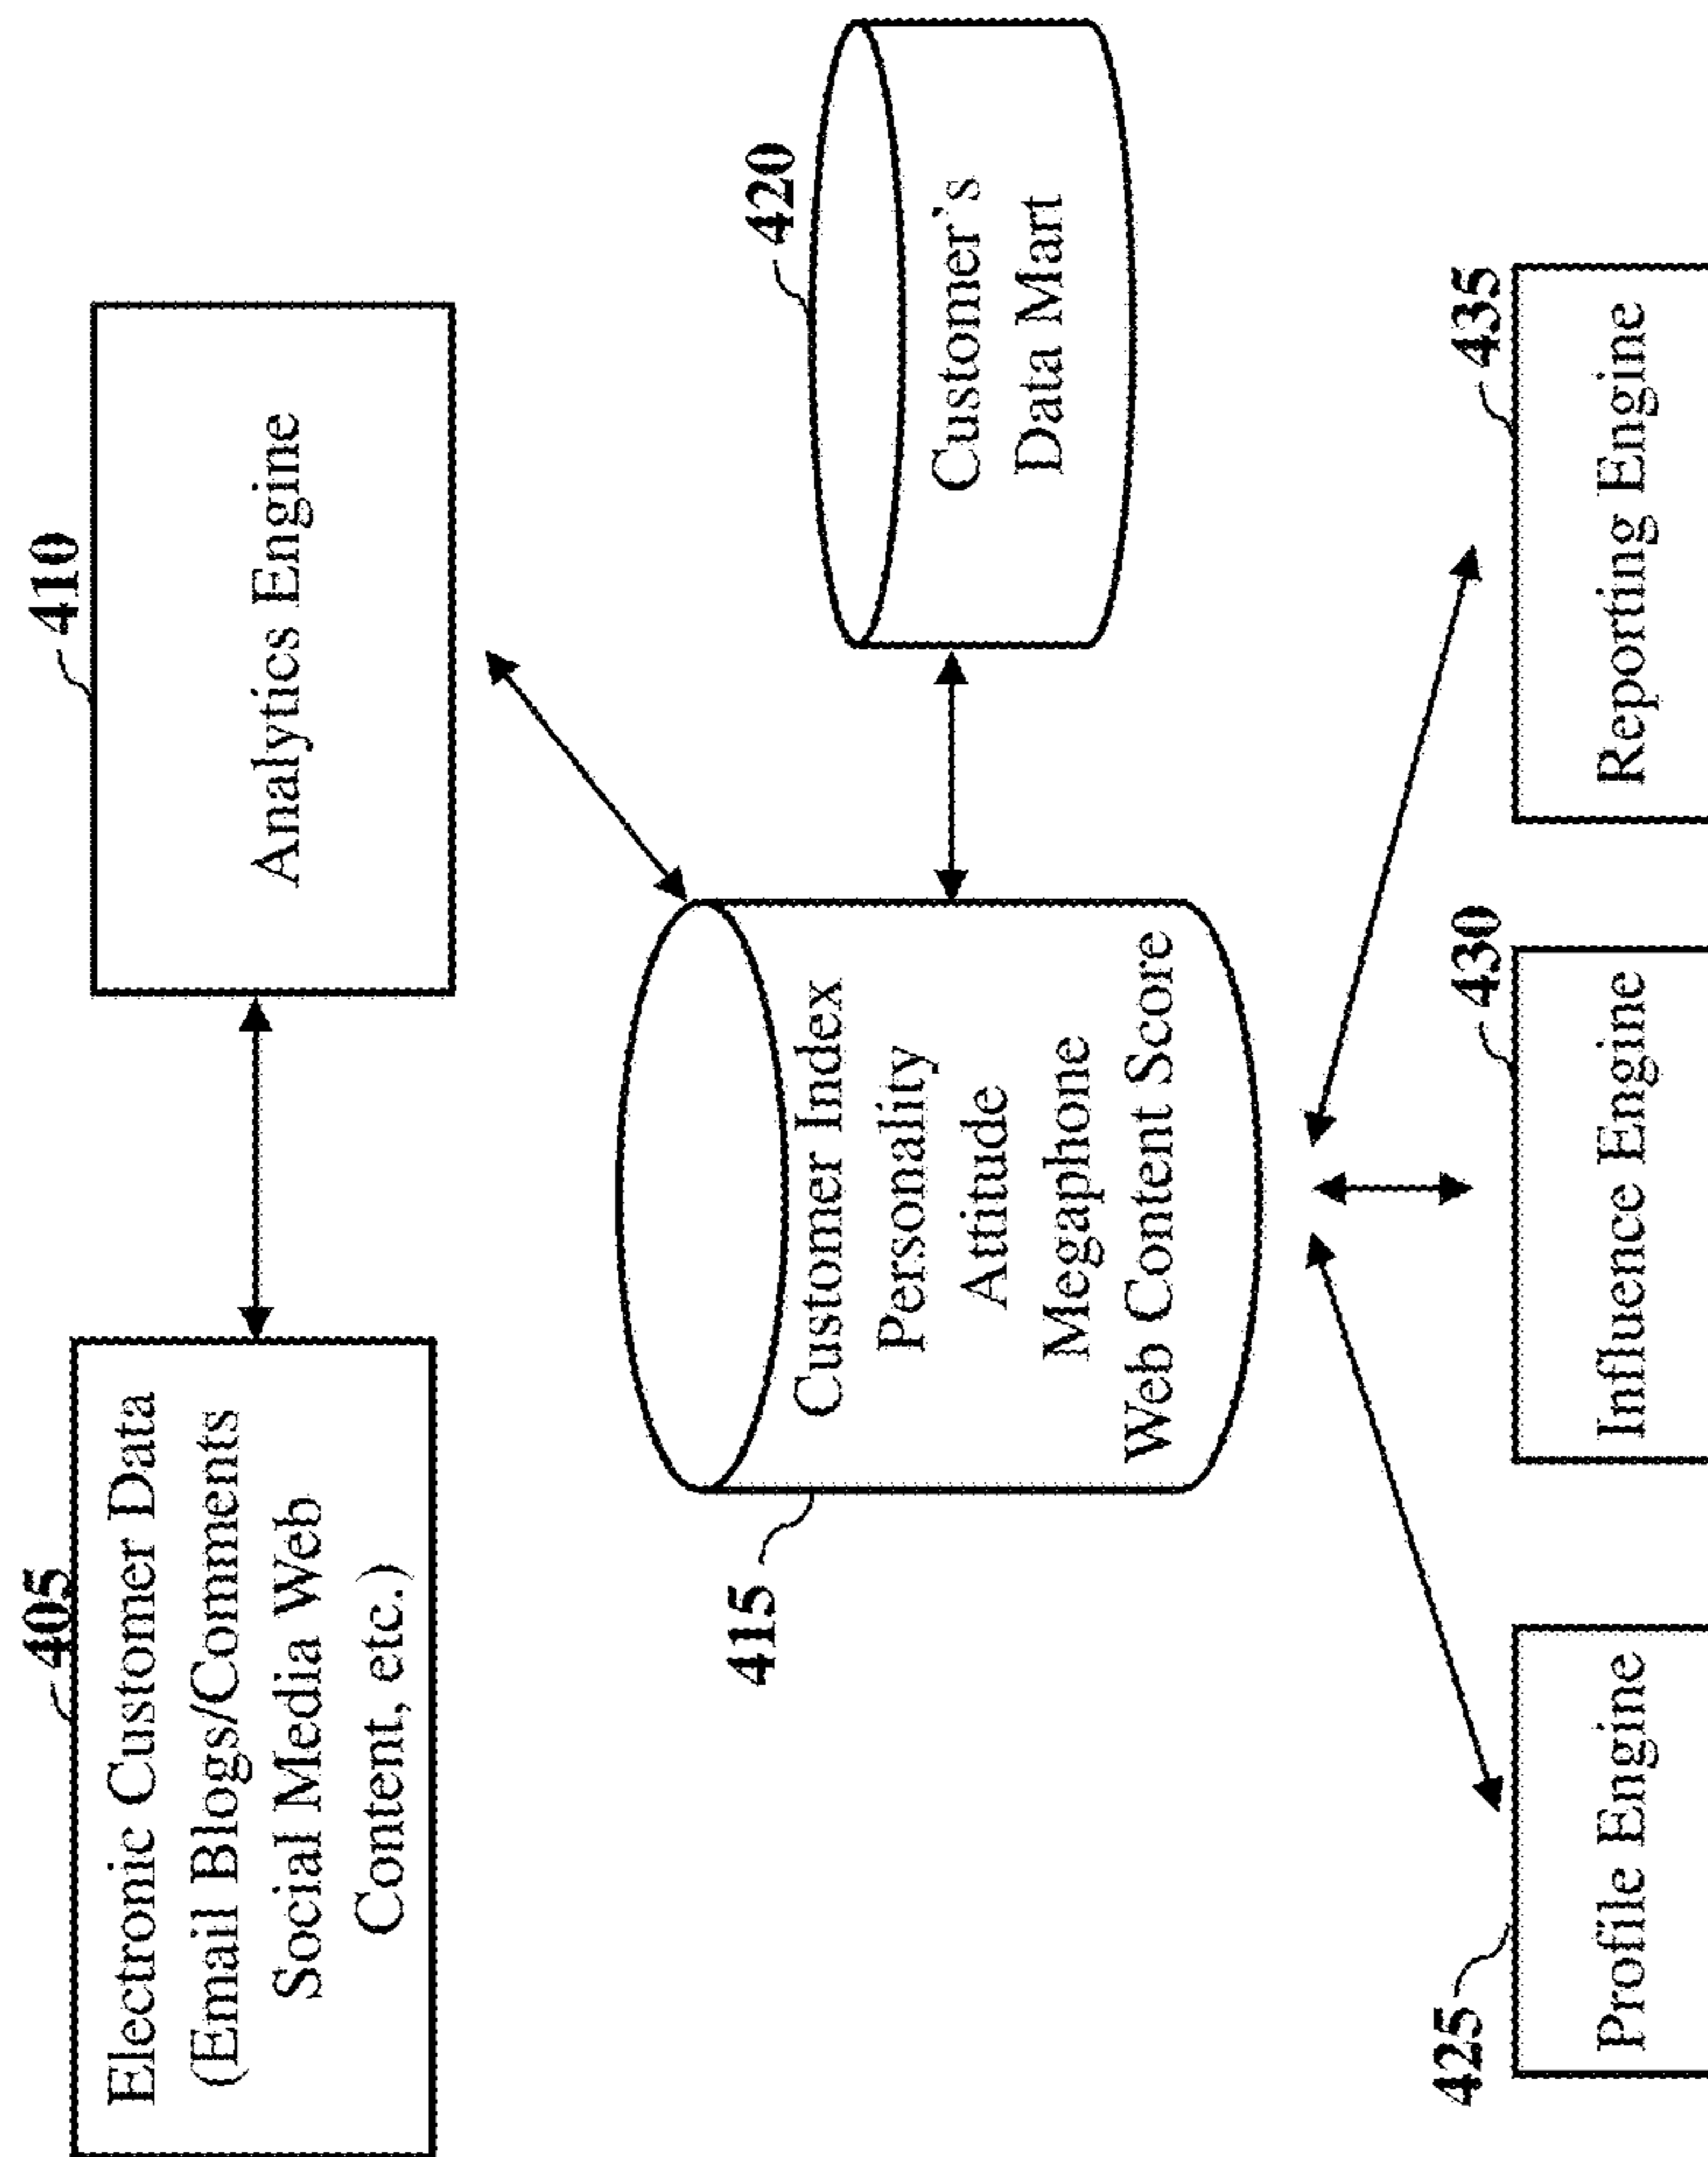 405
Electronic Customer Data
(Email Blogs/Comments
Social Media Web
Content, etc.)
410
Analytics Engine
415
Customer Index
Personality
Attitude
Megaphone
Web Content Score
420
Customer's
Data Mart
425
Profile Engine
430
Influence Engine
435
Reporting Engine